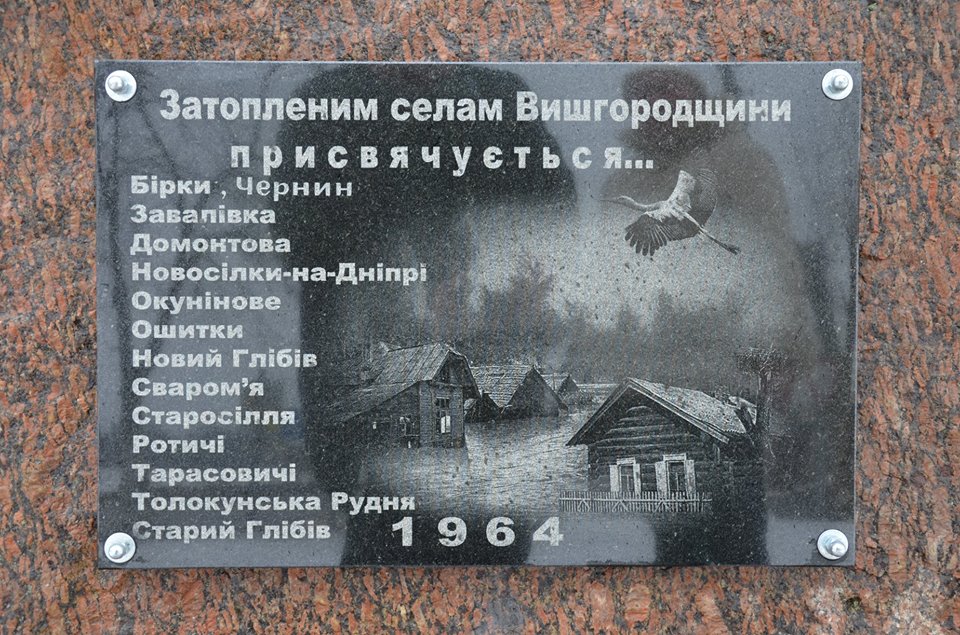 Затопленим селам Вишгородщини
присвячується...
Бірки, Чернин
Завалівка
Домонтова
Новосілки-на-Дніпрі
Окунінове
Ошитки
Новий Глібів
Сваром’я
Старосілля
Ротичі
Тарасовичі
Толокунська Рудня
Старий Глібів
1964